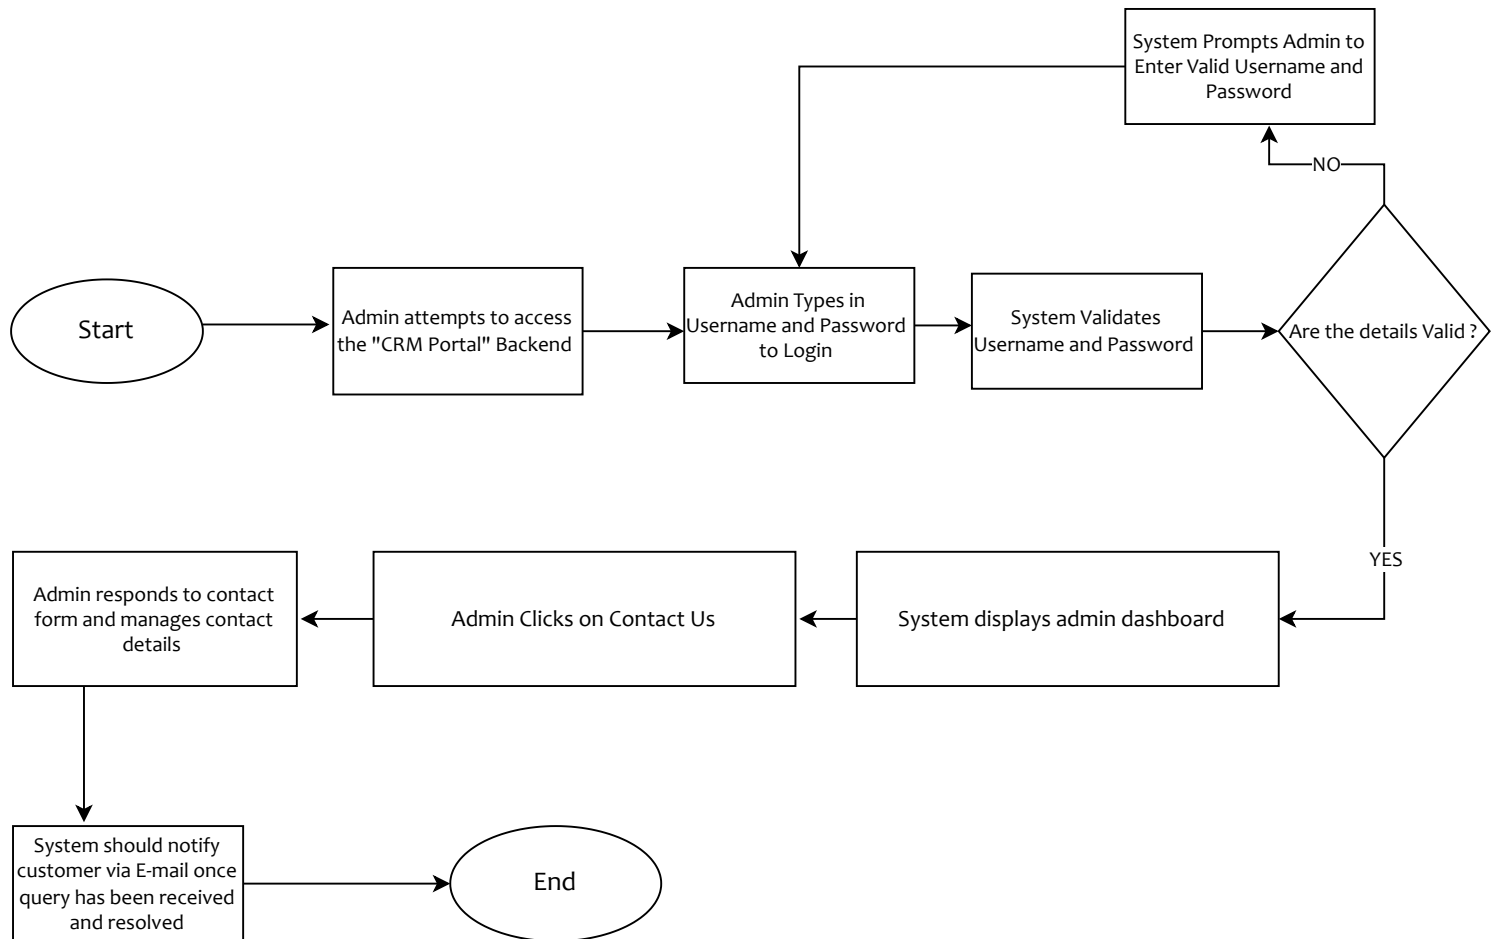 System Prompts Admin to
Enter Valid Username and
Password
NO
Start
Admin attempts to access
the "CRM Portal" Backend
Admin Types in
Username and Password
to Login
System Validates
Username and Password
Are the details Valid ?
YES
Admin responds to contact
form and manages contact
details
Admin Clicks on Contact Us
System displays admin dashboard
System should notify
customer via E-mail once
query has been received
and resolved
End